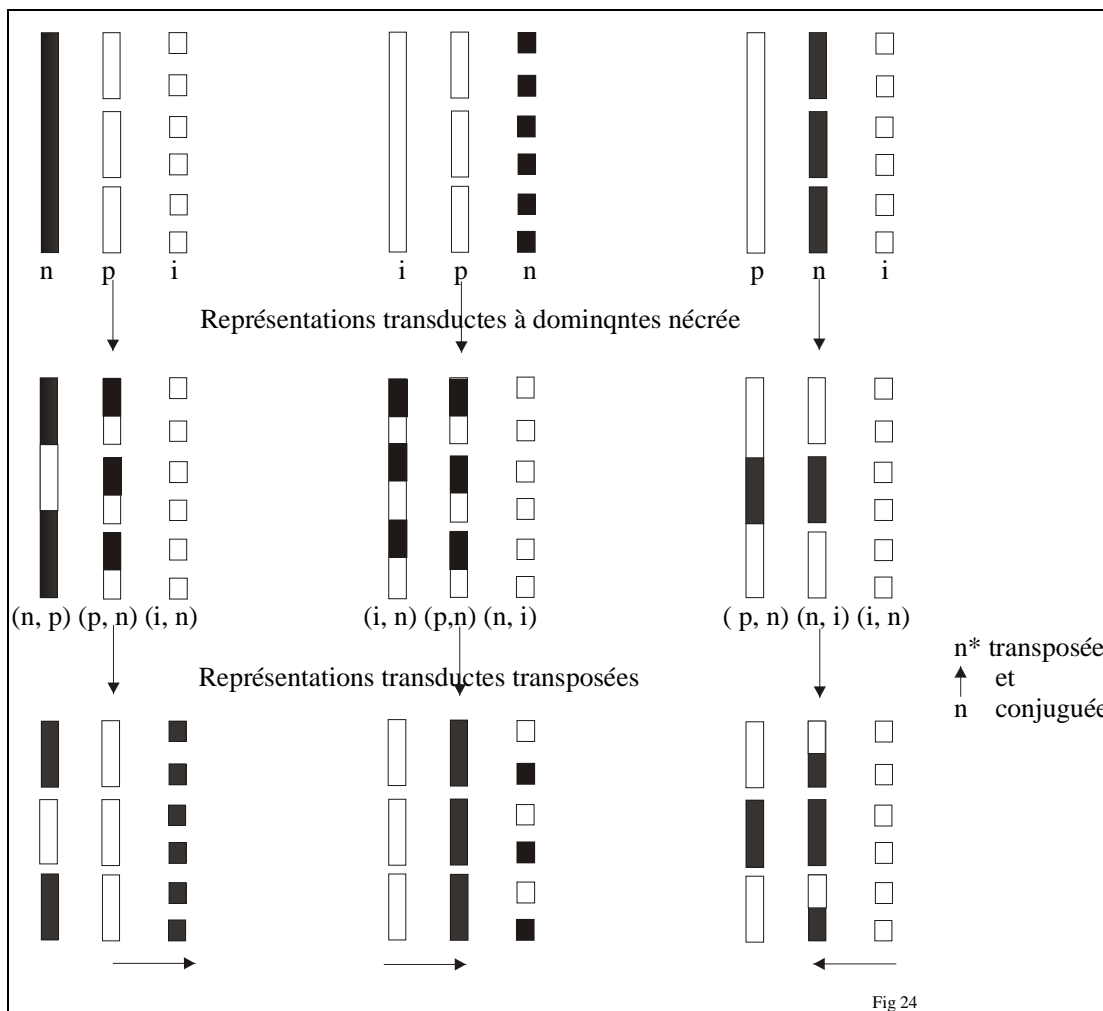 n p i i p n p n i
Représentations transductes à dominqntes nécrée
(n, p) (p, n) (i, n) (i, n) (p,n) (n, i) ( p, n) (n, i) (i, n)
n* transposée
et
Représentations transductes transposées
n conjuguée
Fig 24